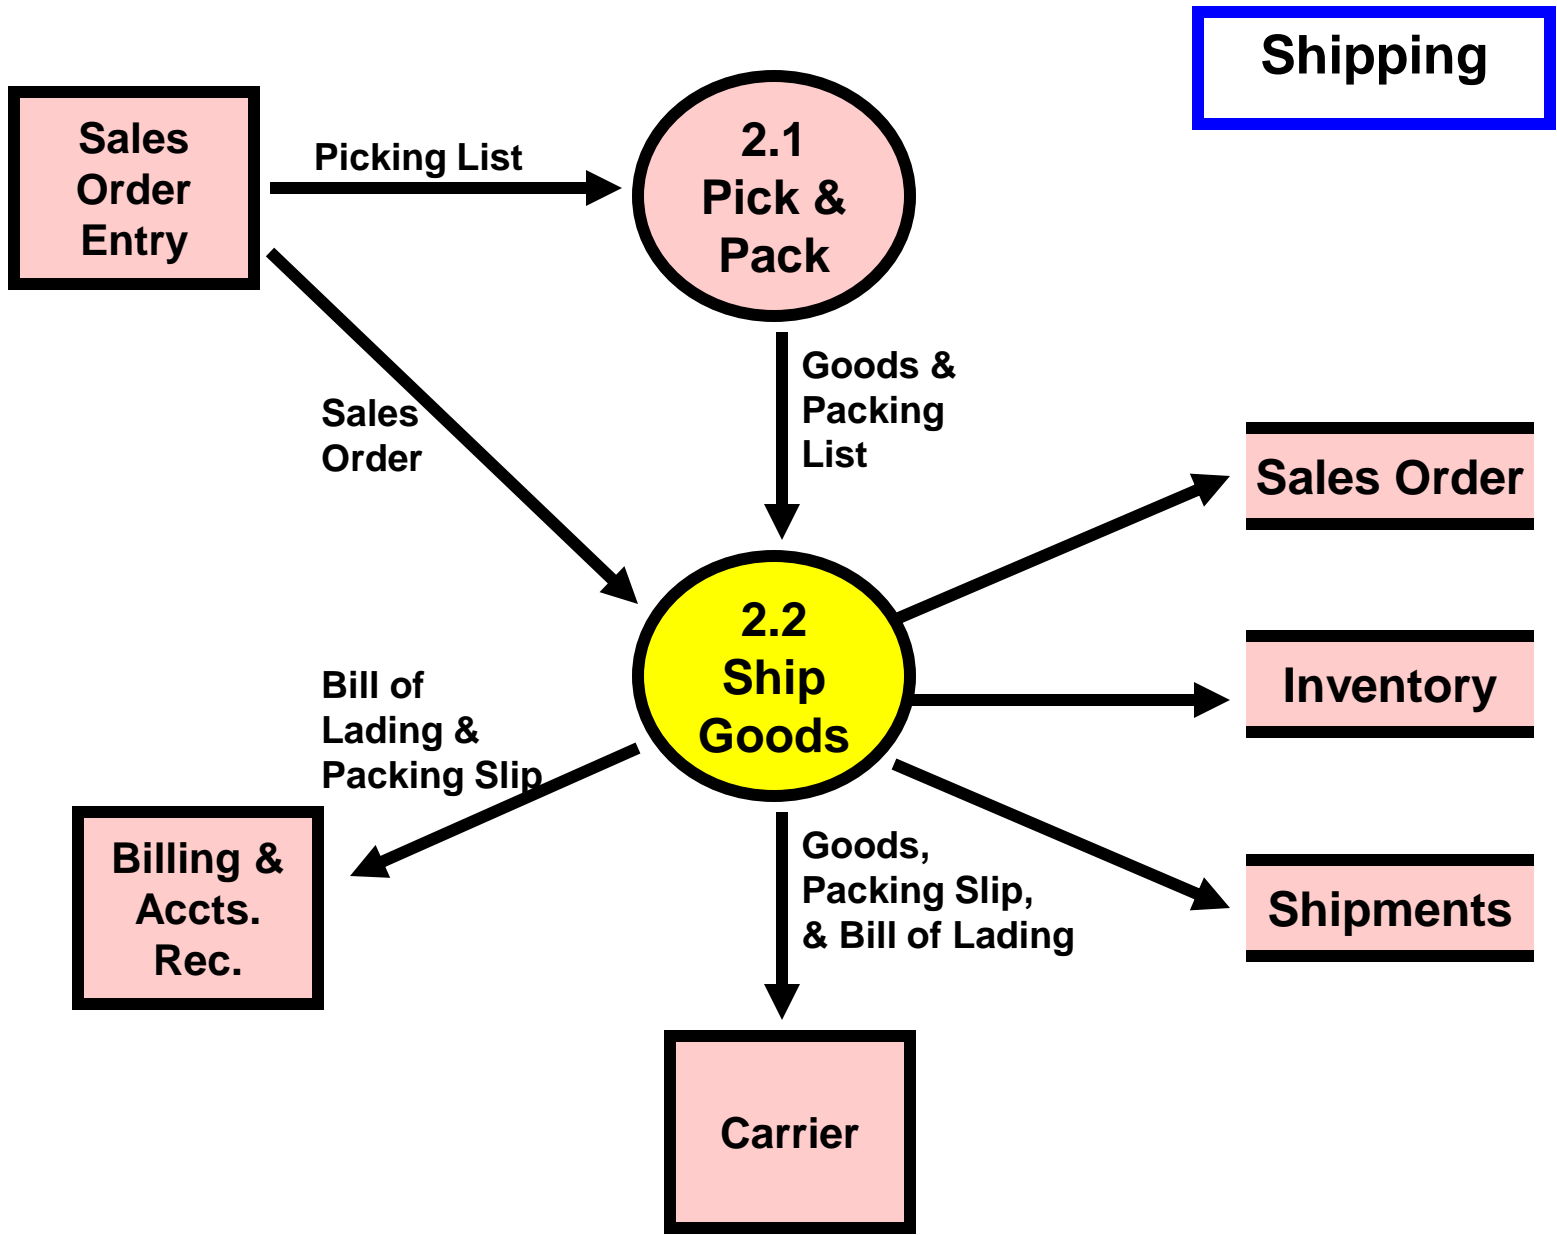 Shipping
Sales
Order
Entry
Picking List
2.1
Pick &
Pack
Goods &
Packing
List
Sales
Order
Sales Order
2.2
Ship
Goods
Inventory
Bill of
Lading &
Packing Slip
Billing &
Accts.
Rec.
Goods,
Packing Slip,
& Bill of Lading
Shipments
Carrier